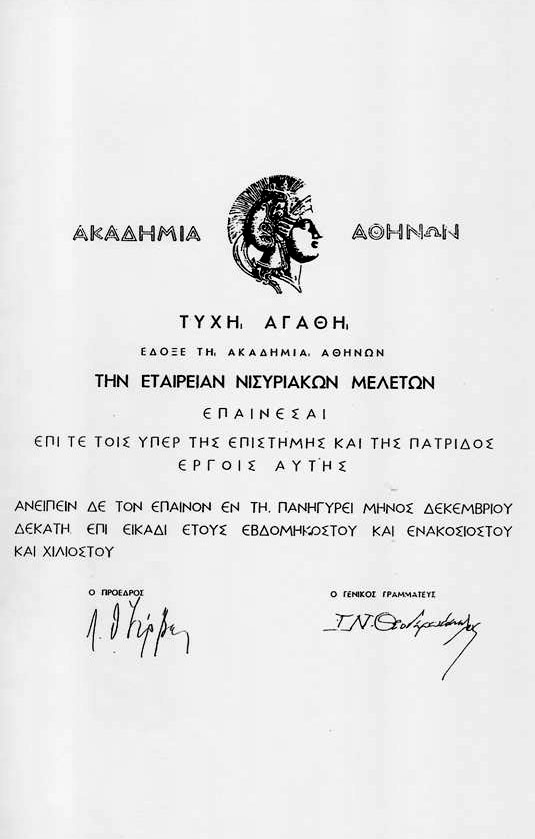 ΑΚΑΔΗΜΙΑ ΑΘΗΝΩΝ
ΤΥΧΗι ΑΓΑΘΗι
ΕΔΟΞΕ ΤΗι ΑΚΑΔΗΜΙΑι ΑΘΗΝΩΝ
ΤΗΝ ΕΤΑΙΡΕΙΑΝ ΝΙΣΥΡΙΑΚΩΝ ΜΕΛΕΤΩΝ
ΕΠΑΙΝΕΣΑΙ
ΕΠΙ ΤΕ ΤΟΙΣ ΥΠΕΡ ΤΗΣ ΕΠΙΣΤΗΜΗΣ ΚΑΙ ΤΗΣ ΠΑΤΡΙΔΟΣ
ΕΡΓΟΙΣ ΑΥΤΗΣ
ΑΝΕΙΠΕΙΝ ΔΕ ΤΟΝ ΕΠΑΙΝΟΝ ΕΝ ΤΗι ΠΑΝΗΓΥΡΕΙ ΜΗΝΟΣ ΔΕΚΕΜΒΡΙΟΥ
ΔΕΚΑΤΗι ΕΠΙ ΕΙΚΑΔΙ ΕΤΟΥΣ ΕΒΔΟΜΗΚΟΣΤΟΥ ΚΑΙ ΕΝΑΚΟΣΙΟΣΤΟΥ
ΚΑΙ ΧΙΛΙΟΣΤΟΥ
Ο ΠΡΟΕΔΡΟΣ Ο ΓΕΝΙΚΟΣ ΓΡΑΜΜΑΤΕΥΣ
Ι.Ν.